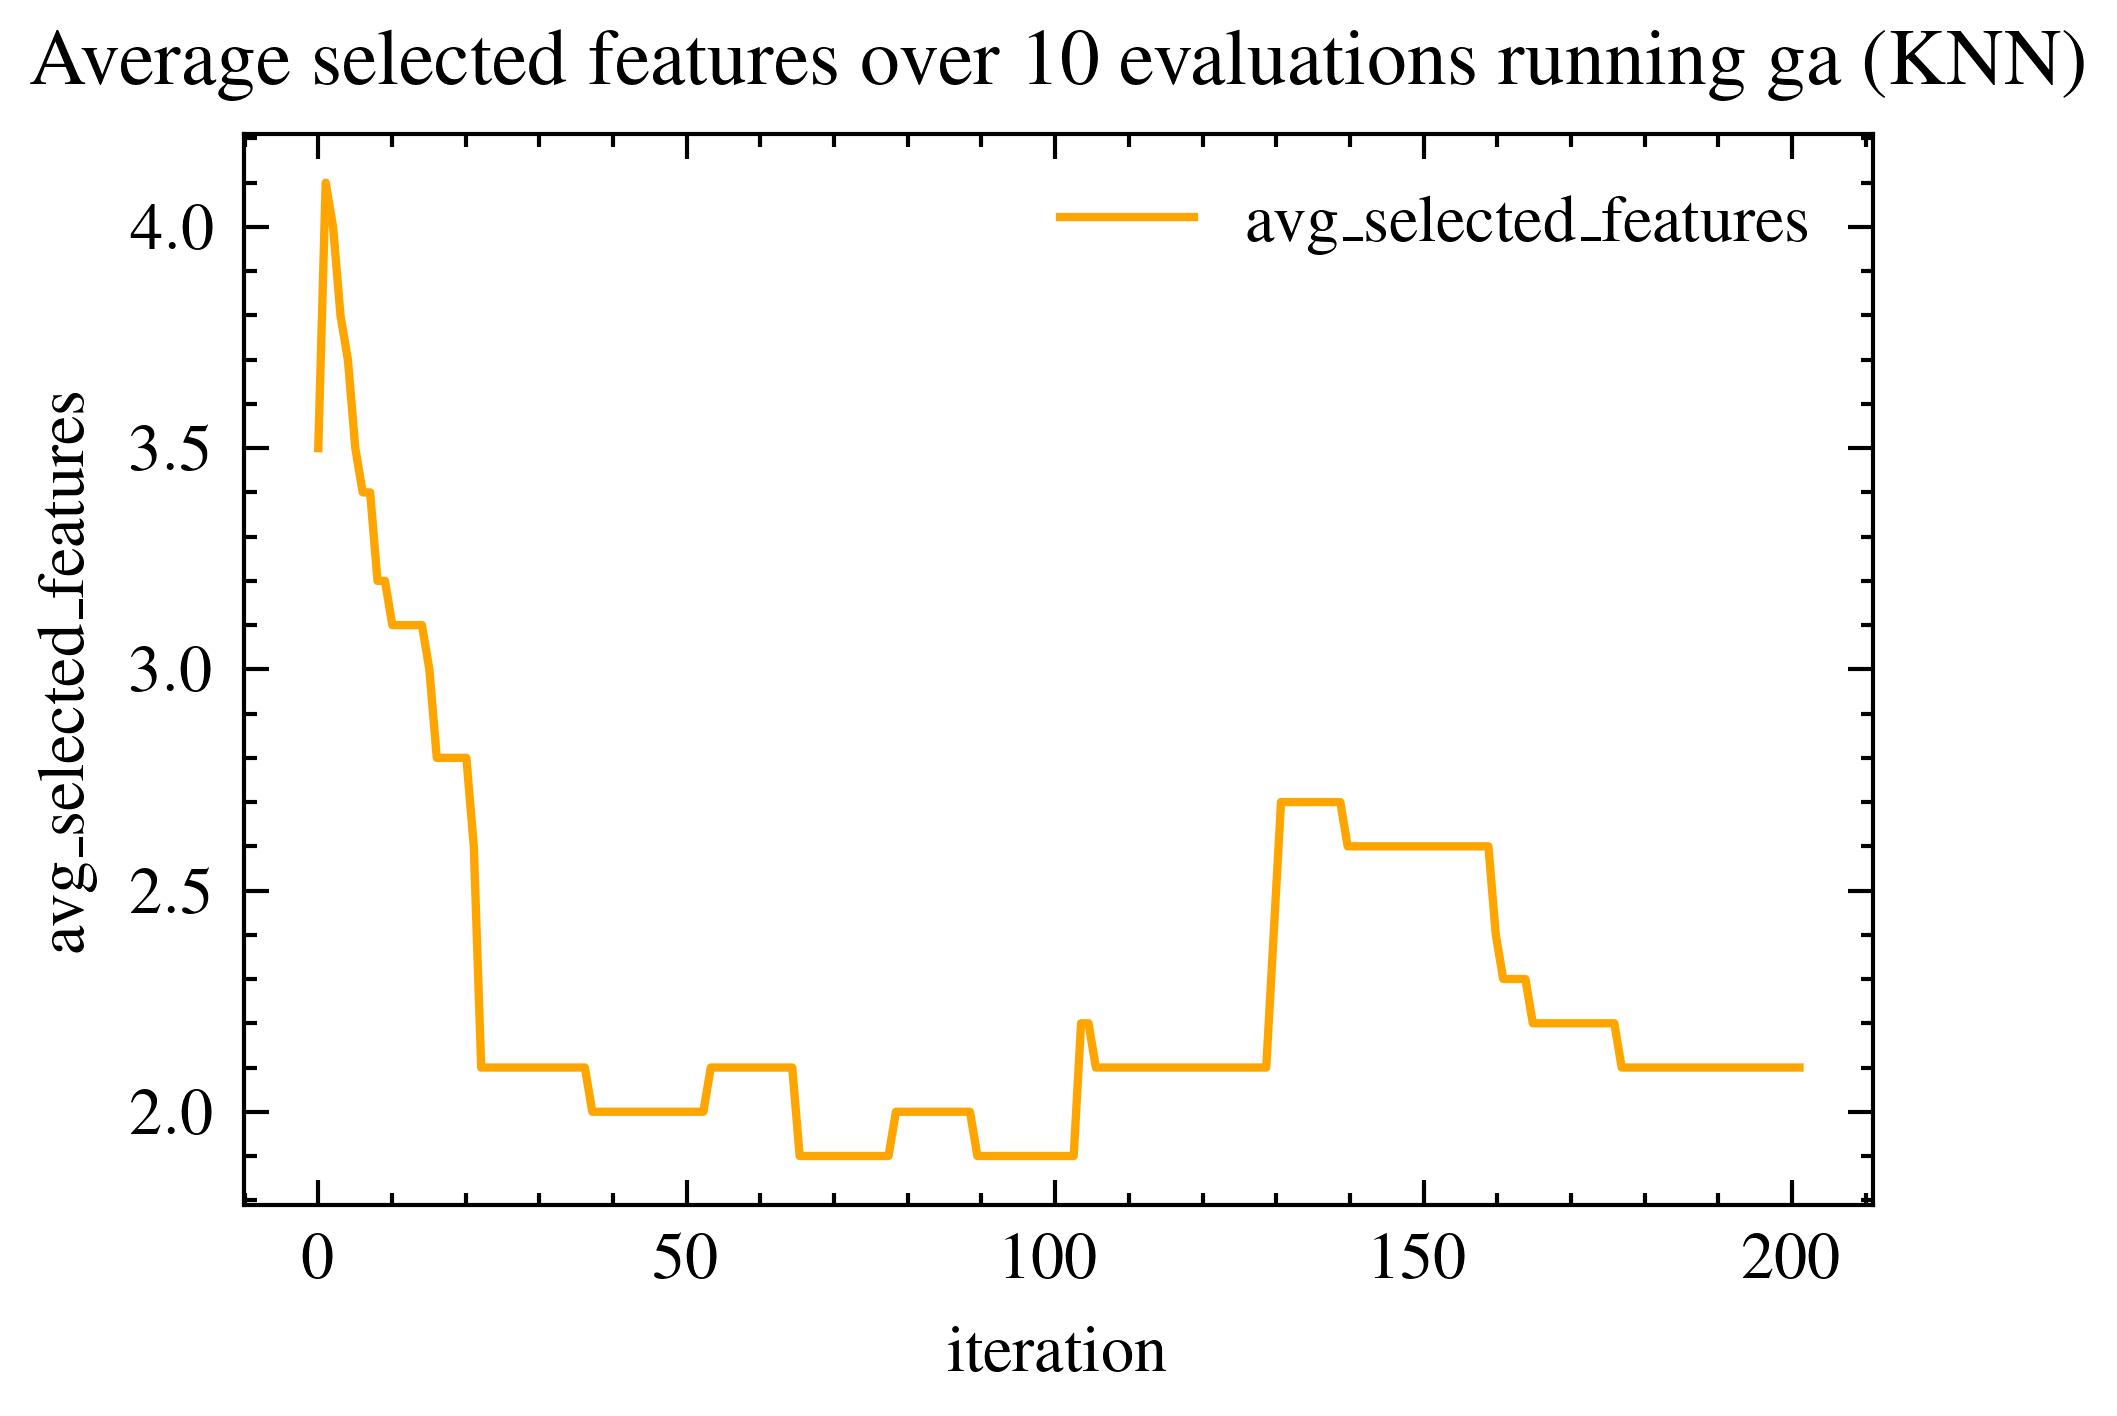 Average selected features over 10 evaluations running ga (KNN)
avg_selected_features
4.0
3.5
3.0
2.5
2.0
avg_selected_features
0 50 100 150 200
iteration